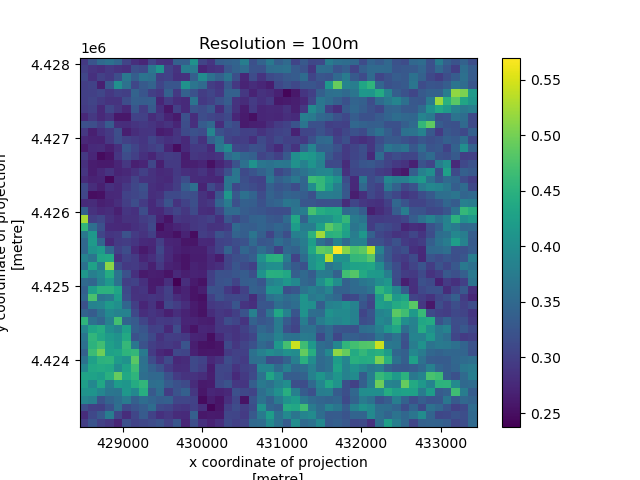 Resolution = 100m
1e6
4.428
4.427
4.426
4.425
4.424
y coordinate of projection
[metre]
429000 430000 431000 432000 433000
x coordinate of projection
[metre]
0.55
0.50
0.45
0.40
0.35
0.30
0.25